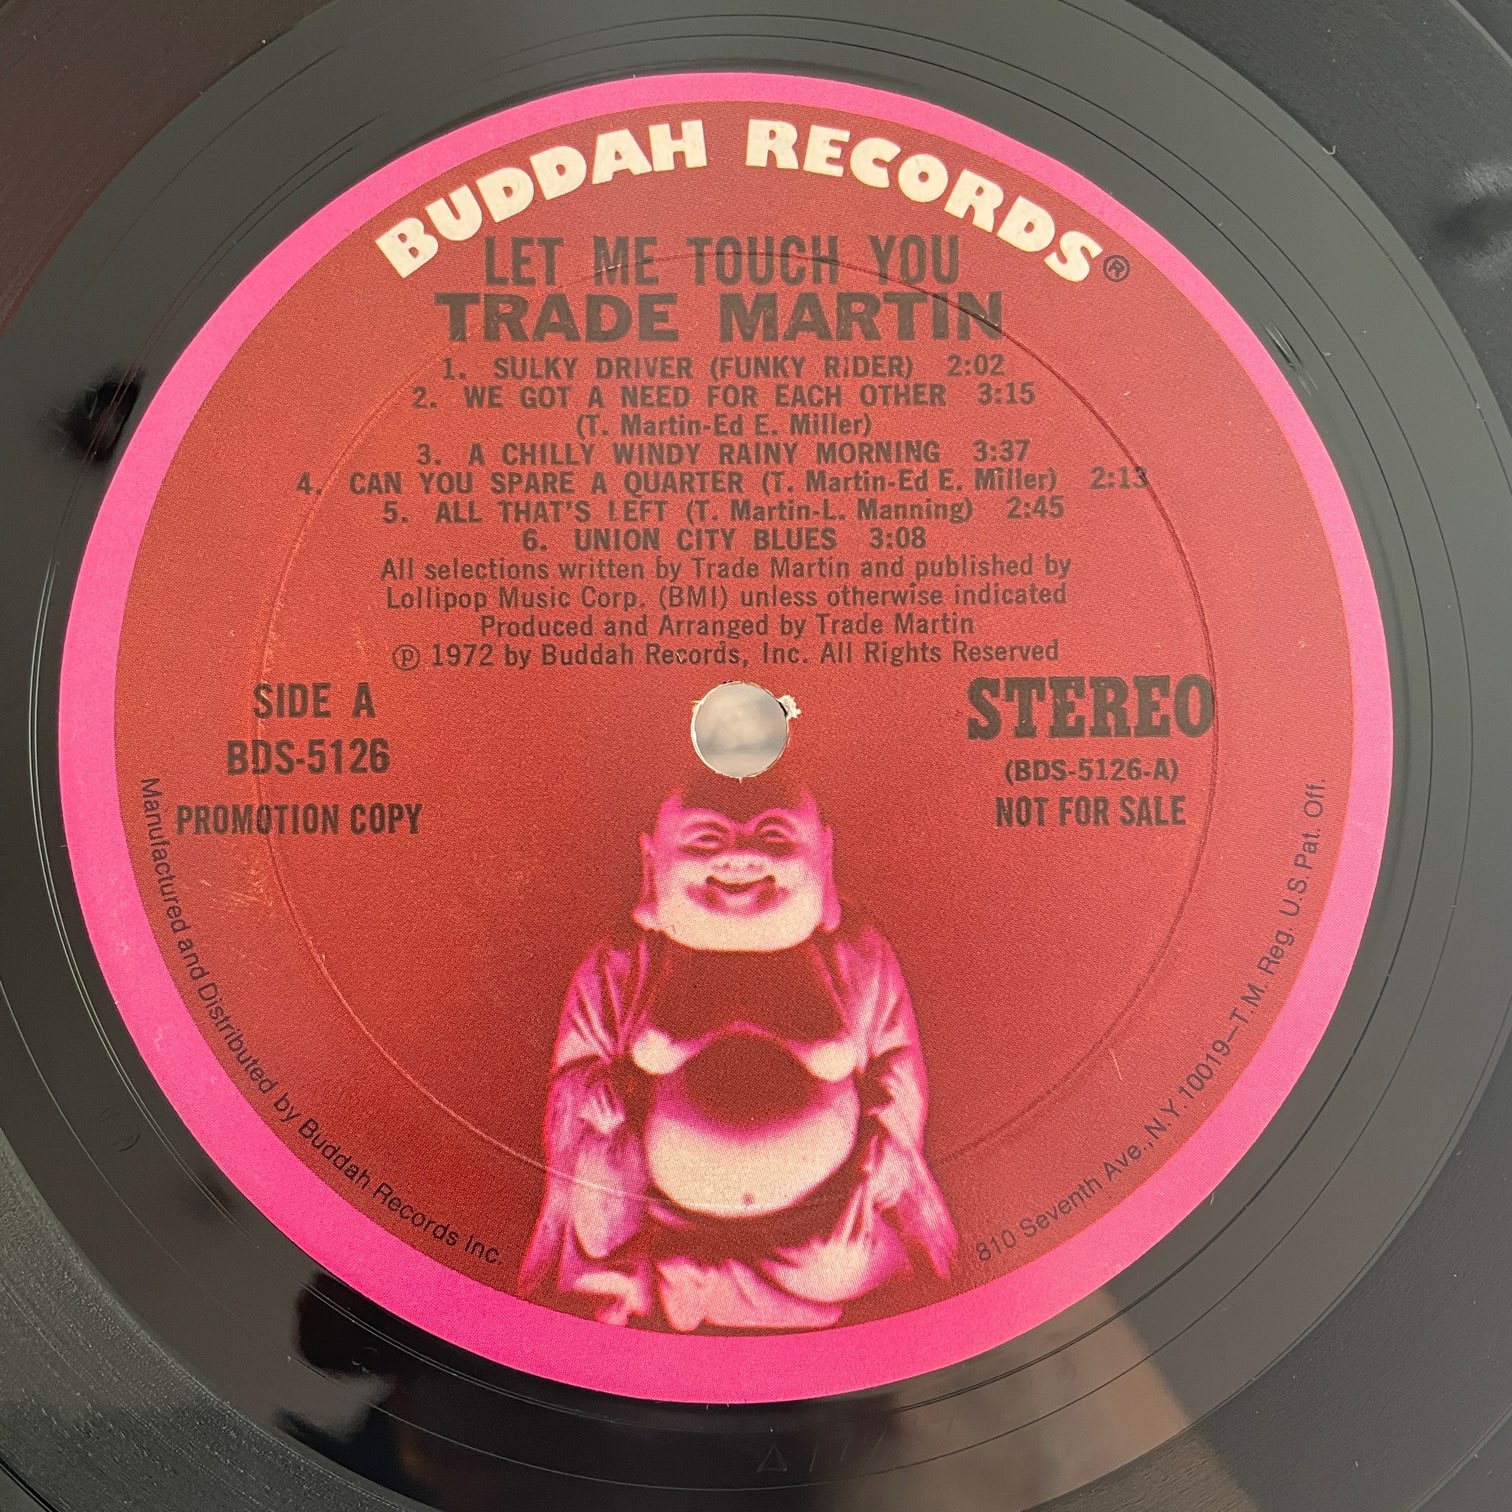 BUDDAH RECORDS®
LET ME TOUCH YOU
TRADE MARTIN
1. SULKY DRIVER (FUNKY RIDER) 2:02
2. WE GOT A NEED FOR EACH OTHER 3:15
(T. Martin-Ed E. Miller)
3. A CHILLY WINDY RAINY MORNING 3:37
4. CAN YOU SPARE A QUARTER (T. Martin-Ed E. Miller) 2:13
5. ALL THAT'S LEFT (T. Martin-L. Manning) 2:45
6. UNION CITY BLUES 3:08
All selections written by Trade Martin and published by
Lollipop Music Corp. (BMI) unless otherwise indicated
Produced and Arranged by Trade Martin
℗ 1972 by Buddah Records, Inc. All Rights Reserved
SIDE A
BDS-5126
PROMOTION COPY
STEREO
(BDS-5126-A)
NOT FOR SALE
Manufactured and Distributed by Buddah Records Inc.
810 Seventh Ave., N.Y. 10019—T.M. Reg. U.S. Pat. Off.